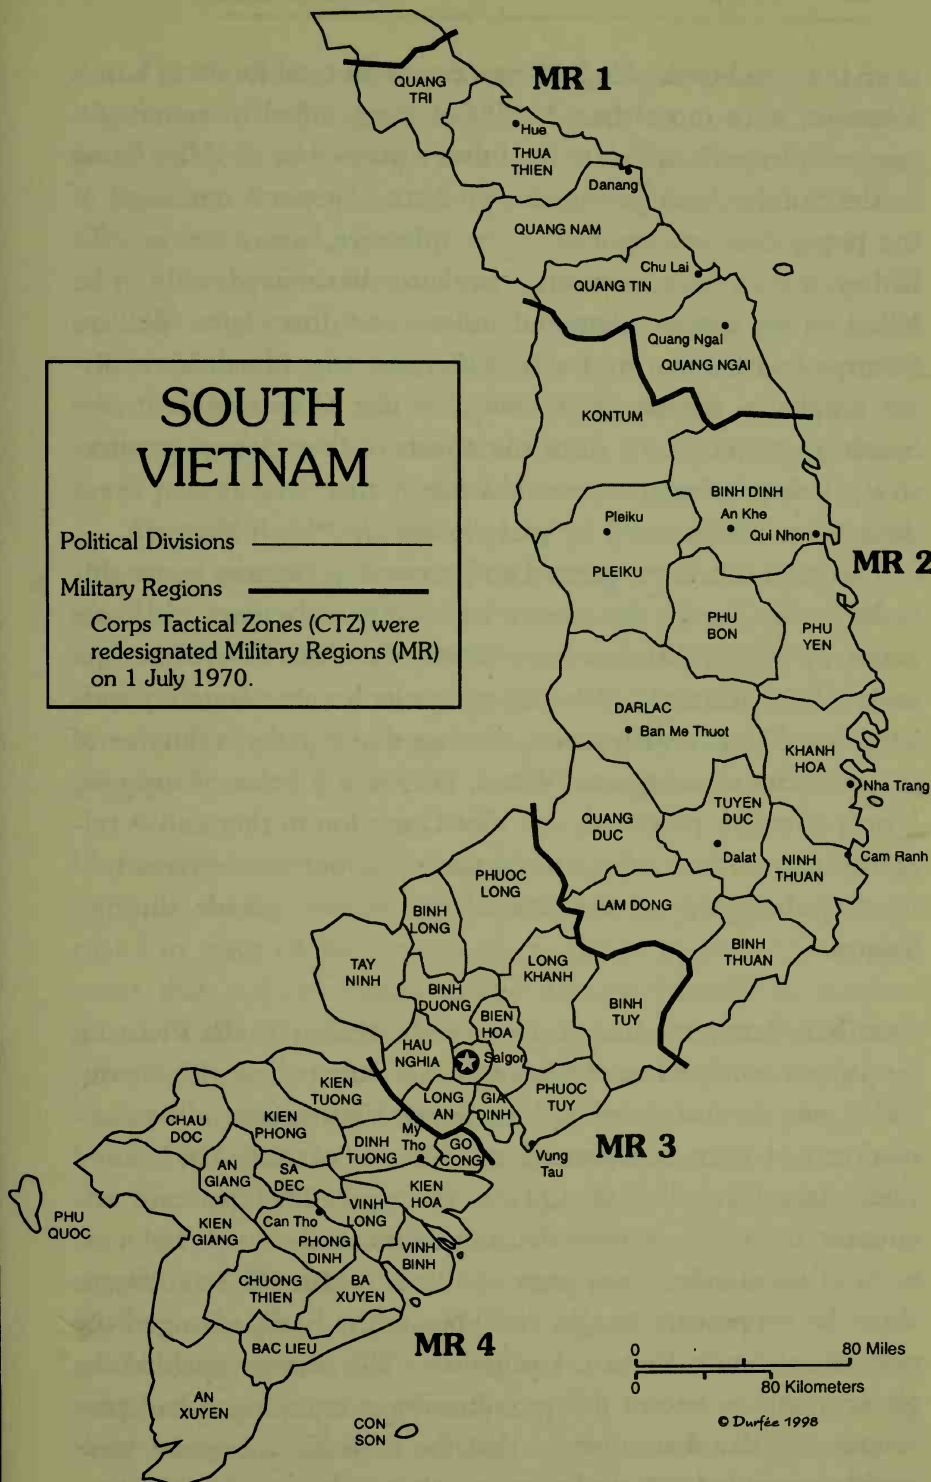 MR 1
QUANG
TRI
Hue
THUA
THIEN
Danang
QUANG NAM
Chu Lai
QUANG TIN
Quang Ngai
QUANG NGAI
SOUTH
VIETNAM
Political Divisions
Military Regions
Corps Tactical Zones (CTZ) were
redesignated Military Regions (MR)
on 1 July 1970.
KONTUM
BINH DINH
An Khe
Qui Nhon
Pleiku
PLEIKU
MR 2
PHU
BON
PHU
YEN
DARLAC
Ban Me Thuot
KHANH
HOA
Nha Trang
QUANG
DUC
TUYEN
DUC
Dalat
NINH
THUAN
Cam Ranh
PHUOC
LONG
BINH
LONG
LAM DONG
BINH
THUAN
TAY
NINH
LONG
KHANH
BINH
DUONG
BINH
TUY
BIEN
HOA
HAU
NGHIA
Saigon
LONG
AN
GIA
DINH
PHUOC
TUY
MR 3
Vung
Tau
KIEN
TUONG
CHAU
DOC
KIEN
PHONG
My
Tho
DINH
TUONG
GO
CONG
AN
GIANG
SA
DEC
KIEN
HOA
PHU
QUOC
KIEN
GIANG
Can Tho
VINH
LONG
PHONG
DINH
VINH
BINH
CHUONG
THIEN
BA
XUYEN
BAC LIEU
MR 4
AN
XUYEN
CON
SON
0 80 Miles
0 80 Kilometers
© Durfée 1998